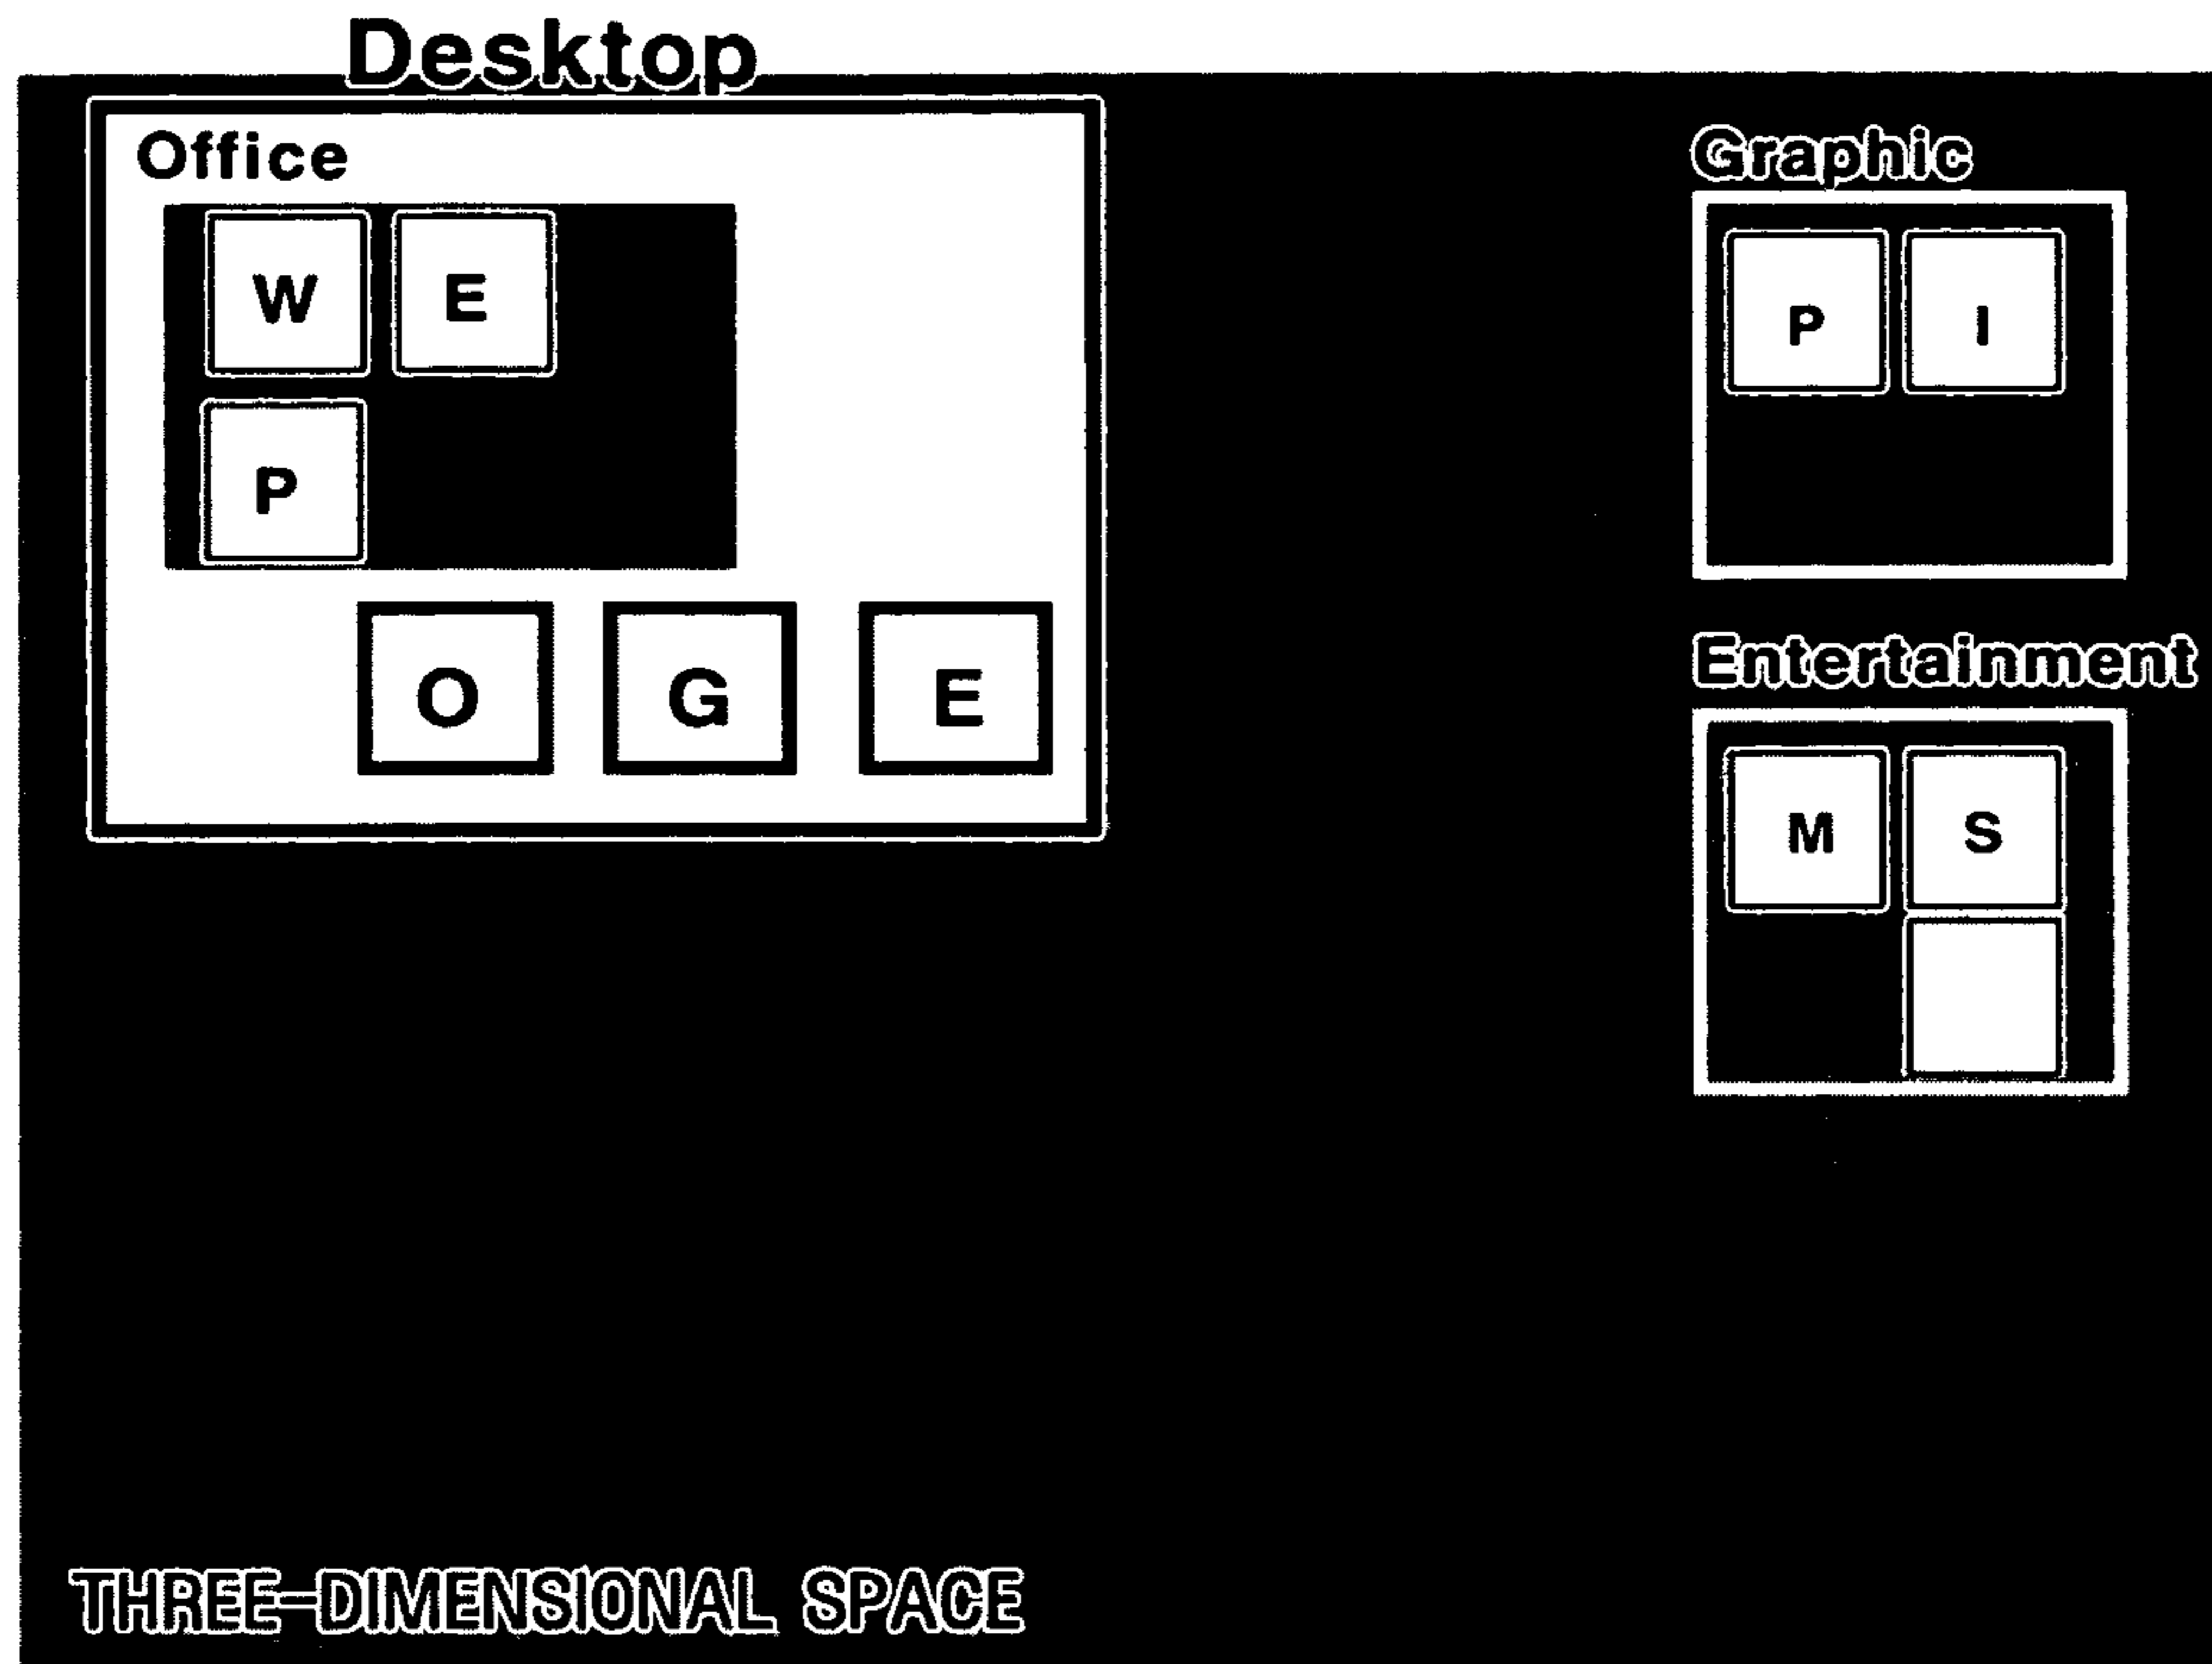 Desktop
Office
W E
P
O G E
Graphic
P I
Entertainment
M S
THREE-DIMENSIONAL SPACE